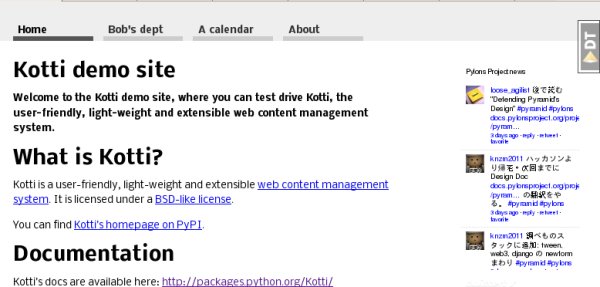 Home
Bob's dept
A calendar
About
DT
Kotti demo site
Welcome to the Kotti demo site, where you can test drive Kotti, the
user-friendly, light-weight and extensible web content management
system.
What is Kotti?
Kotti is a user-friendly, light-weight and extensible web content management
system. It is licensed under a BSD-like license.
You can find Kotti's homepage on PyPI.
Documentation
Kotti's docs are available here: http://packages.python.org/Kotti/
Pylons Project news
loose_agilist 後で読む
"Defending Pyramid's
Design" #pyramid #pylons
docs.pylonsproject.org/proje
/pyram...
3 days ago · reply · retweet ·
favorite
knzm2011 ハッカソンよ
り帰宅・次回までに
Design Doc
docs.pylonsproject.org/proje
/pyram... の翻訳をや
る。 #pyramid #pylons
3 days ago · reply · retweet ·
favorite
knzm2011 調べものス
タックに追加: tween,
web3, django の newform
まわり #pyramid #pylons